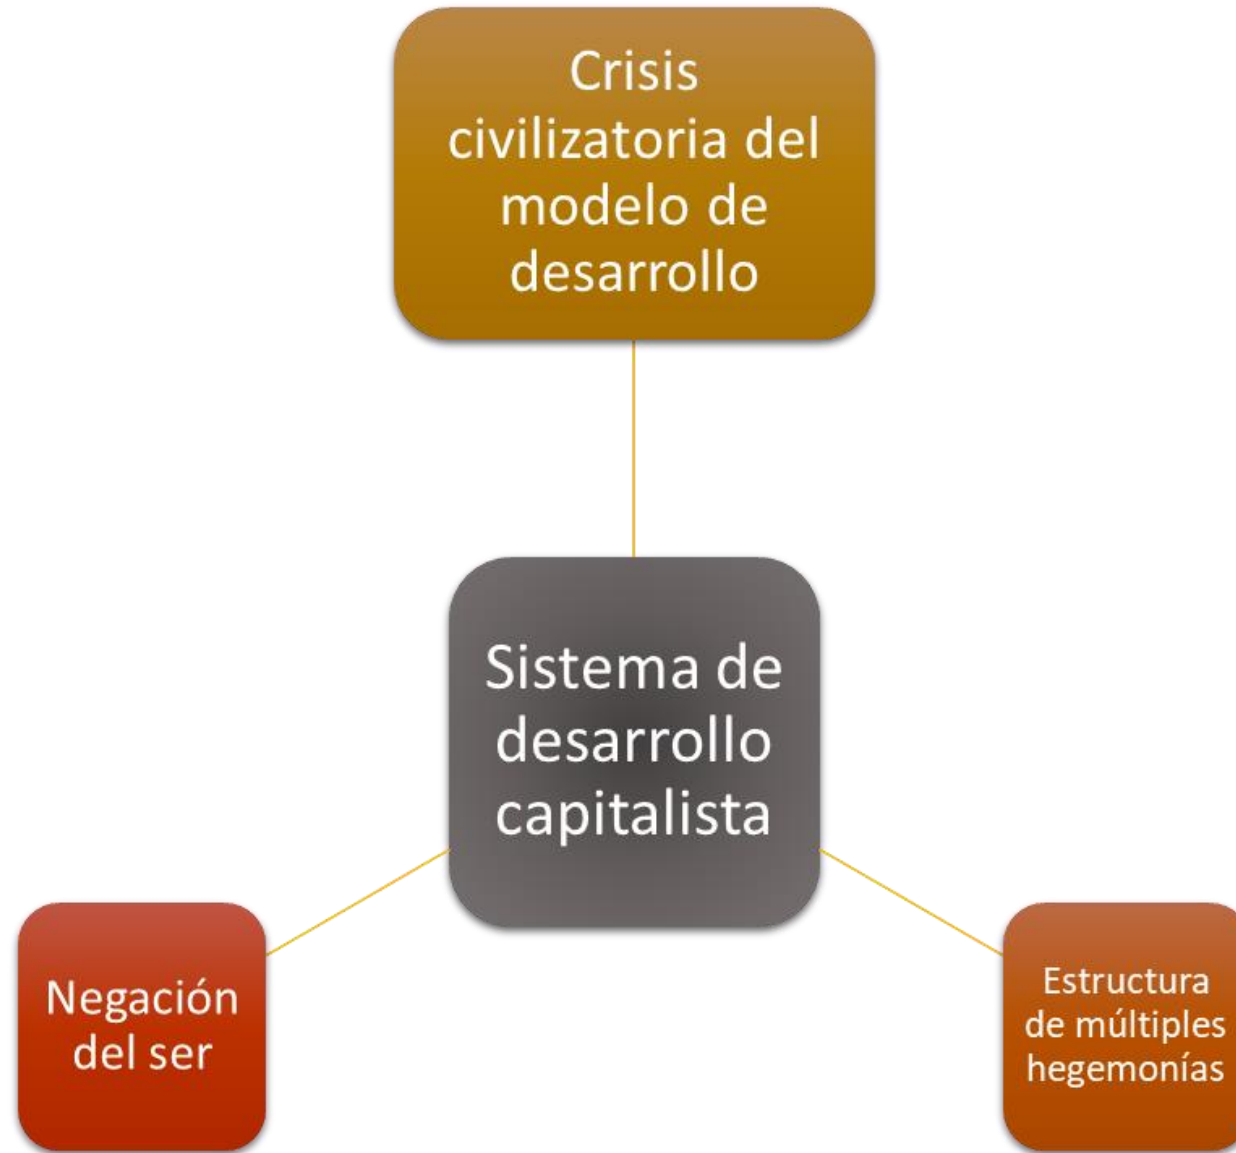 Crisis
civilizatoria del
modelo de
desarrollo
Sistema de
desarrollo
capitalista
Negación
del ser
Estructura
de múltiples
hegemonías